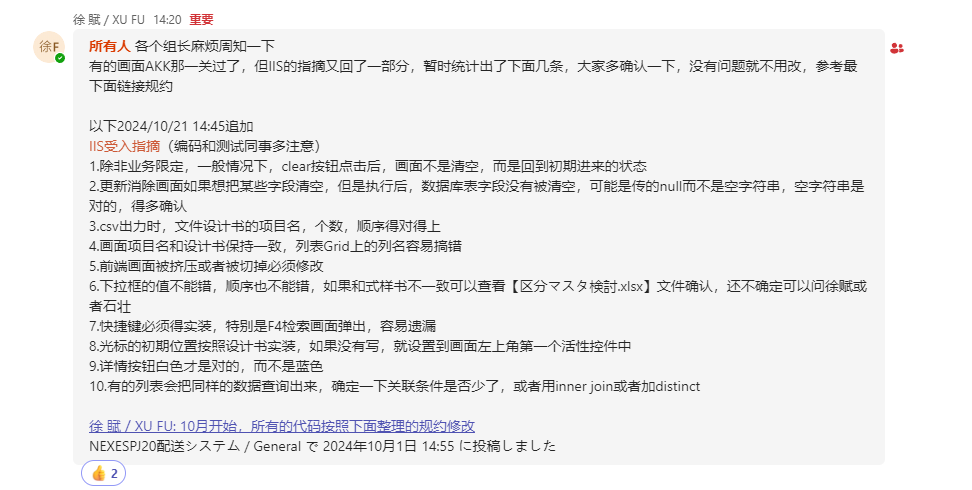 徐 賦 / XU FU 14:20 重要
徐F
所有人 各个组长麻烦周知一下
有的画面AKK那一关过了，但IIS的指摘又回了一部分，暂时统计出了下面几条，大家多确认一下，没有问题就不用改，参考最
下面链接规约
以下2024/10/21 14:45追加
IIS受入指摘（编码和测试同事多注意）
1.除非业务限定，一般情况下，clear按钮点击后，画面不是清空，而是回到初期进来的状态
2.更新消除画面如果想把某些字段清空，但是执行后，数据库表字段没有被清空，可能是传的null而不是空字符串，空字符串是
对的，得多确认
3.csv出力时，文件设计书的项目名，个数，顺序得对得上
4.画面项目名和设计书保持一致，列表Grid上的列名容易搞错
5.前端画面被挤压或者被切掉必须修改
6.下拉框的值不能错，顺序也不能错，如果和式样书不一致可以查看【区分マスタ検討.xlsx】文件确认，还不确定可以问徐赋或
者石壮
7.快捷键必须得实装，特别是F4检索画面弹出，容易遗漏
8.光标的初期位置按照设计书实装，如果没有写，就设置到画面左上角第一个活性控件中
9.详情按钮白色才是对的，而不是蓝色
10.有的列表会把同样的数据查询出来，确定一下关联条件是否少了，或者用inner join或者加distinct
徐 賦 / XU FU: 10月开始，所有的代码按照下面整理的规约修改
NEXESPJ20配送システム / General で 2024年10月1日 14:55 に投稿しました
2